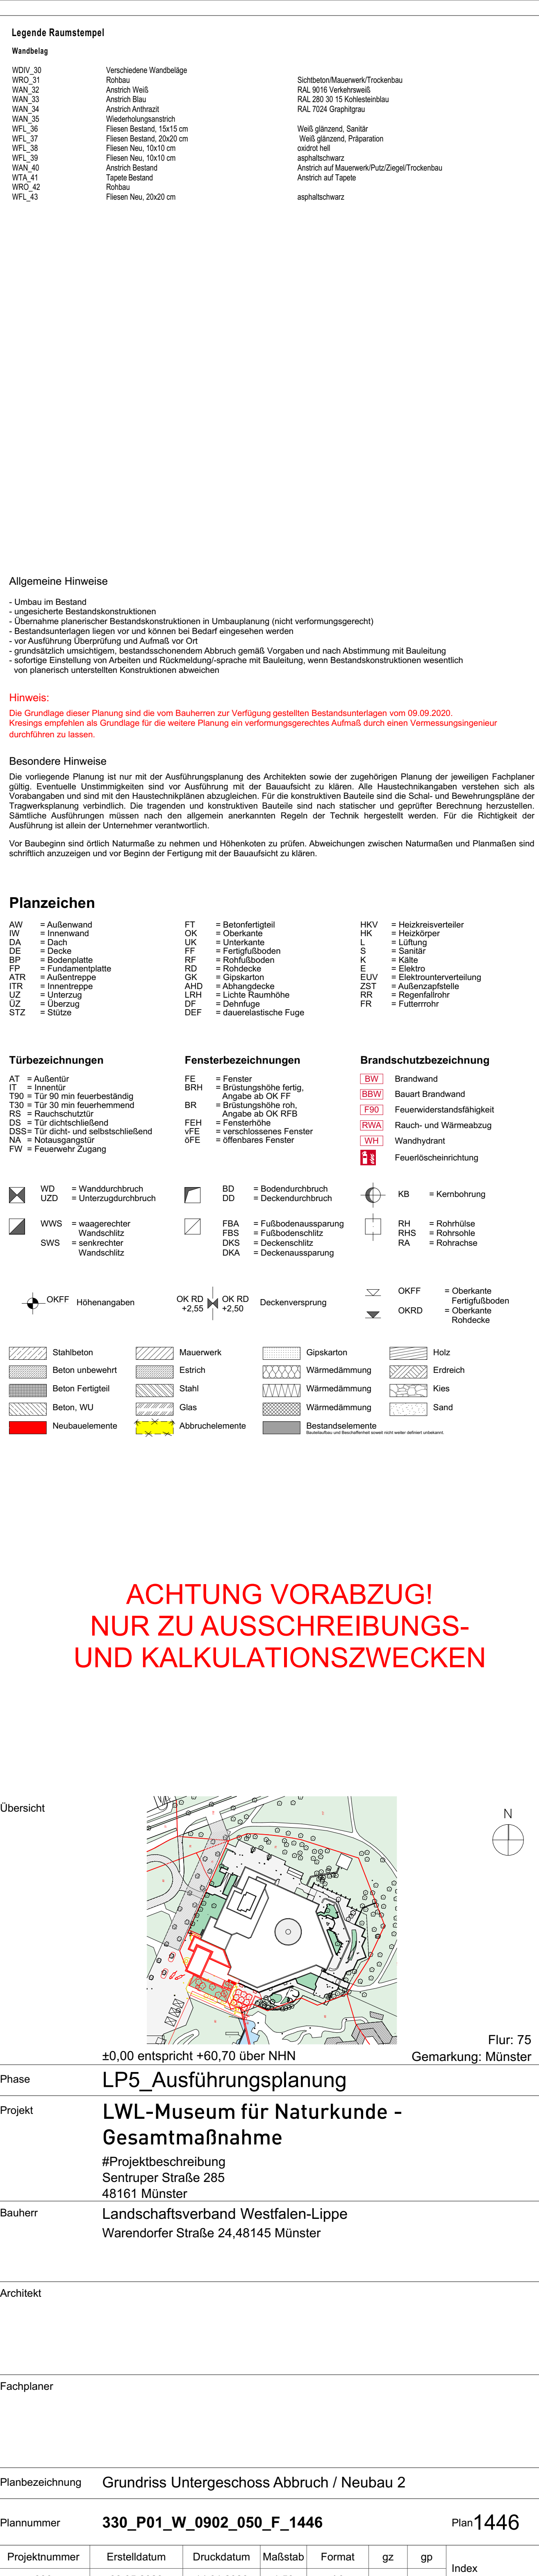 Legende Raumstempel
Wandbelag
WDIV_30 Verschiedene Wandbeläge
WRO_31 Rohbau Sichtbeton/Mauerwerk/Trockenbau
WAN_32 Anstrich Weiß RAL 9016 Verkehrsweiß
WAN_33 Anstrich Blau RAL 280 30 15 Kohlesteinblau
WAN_34 Anstrich Anthrazit RAL 7024 Graphitgrau
WAN_35 Wiederholungsanstrich
WFL_36 Fliesen Bestand, 15x15 cm Weiß glänzend, Sanitär
WFL_37 Fliesen Bestand, 20x20 cm Weiß glänzend, Präparation
WFL_38 Fliesen Neu, 10x10 cm oxidrot hell
WFL_39 Fliesen Neu, 10x10 cm asphaltschwarz
WAN_40 Anstrich Bestand Anstrich auf Mauerwerk/Putz/Ziegel/Trockenbau
WTA_41 Tapete Bestand Anstrich auf Tapete
WRO_42 Rohbau
WFL_43 Fliesen Neu, 20x20 cm asphaltschwarz
Allgemeine Hinweise
- Umbau im Bestand
- ungesicherte Bestandskonstruktionen
- Übernahme planerischer Bestandskonstruktionen in Umbauplanung (nicht verformungsgerecht)
- Bestandsunterlagen liegen vor und können bei Bedarf eingesehen werden
- vor Ausführung Überprüfung und Aufmaß vor Ort
- grundsätzlich umsichtigem, bestandsschonendem Abbruch gemäß Vorgaben und nach Abstimmung mit Bauleitung
- sofortige Einstellung von Arbeiten und Rückmeldung/-sprache mit Bauleitung, wenn Bestandskonstruktionen wesentlich
von planerisch unterstellten Konstruktionen abweichen
Hinweis:
Die Grundlage dieser Planung sind die vom Bauherren zur Verfügung gestellten Bestandsunterlagen vom 09.09.2020.
Kresings empfehlen als Grundlage für die weitere Planung ein verformungsgerechtes Aufmaß durch einen Vermessungsingenieur
durchführen zu lassen.
Besondere Hinweise
Die vorliegende Planung ist nur mit der Ausführungsplanung des Architekten sowie der zugehörigen Planung der jeweiligen Fachplaner
gültig. Eventuelle Unstimmigkeiten sind vor Ausführung mit der Bauaufsicht zu klären. Alle Haustechnikangaben verstehen sich als
Vorabangaben und sind mit den Haustechnikplänen abzugleichen. Für die konstruktiven Bauteile sind die Schal- und Bewehrungspläne der
Tragwerksplanung verbindlich. Die tragenden und konstruktiven Bauteile sind nach statischer und geprüfter Berechnung herzustellen.
Sämtliche Ausführungen müssen nach den allgemein anerkannten Regeln der Technik hergestellt werden. Für die Richtigkeit der
Ausführung ist allein der Unternehmer verantwortlich.
Vor Baubeginn sind örtlich Naturmaße zu nehmen und Höhenkoten zu prüfen. Abweichungen zwischen Naturmaßen und Planmaßen sind
schriftlich anzuzeigen und vor Beginn der Fertigung mit der Bauaufsicht zu klären.
Planzeichen
AW = Außenwand FT = Betonfertigteil HKV = Heizkreisverteiler
IW = Innenwand OK = Oberkante HK = Heizkörper
DA = Dach UK = Unterkante L = Lüftung
DE = Decke FF = Fertigfußboden S = Sanitär
BP = Bodenplatte RF = Rohfußboden K = Kälte
FP = Fundamentplatte RD = Rohdecke E = Elektro
ATR = Außentreppe GK = Gipskarton EUV = Elektrounterverteilung
ITR = Innentreppe AHD = Abhangdecke ZST = Außenzapfstelle
UZ = Unterzug LRH = Lichte Raumhöhe RR = Regenfallrohr
ÜZ = Überzug DF = Dehnfuge FR = Futterrrohr
STZ = Stütze DEF = dauerelastische Fuge
Türbezeichnungen Fensterbezeichnungen Brandschutzbezeichnung
AT = Außentür
IT = Innentür
T90 = Tür 90 min feuerbeständig
T30 = Tür 30 min feuerhemmend
RS = Rauchschutztür
DS = Tür dichtschließend
DSS= Tür dicht- und selbstschließend
NA = Notausgangstür
FW = Feuerwehr Zugang
FE = Fenster
BRH = Brüstungshöhe fertig,
Angabe ab OK FF
BR = Brüstungshöhe roh,
Angabe ab OK RFB
FEH = Fensterhöhe
vFE = verschlossenes Fenster
öFE = öffenbares Fenster
BW Brandwand
BBW Bauart Brandwand
F90 Feuerwiderstandsfähigkeit
RWA Rauch- und Wärmeabzug
WH Wandhydrant
Feuerlöscheinrichtung
WD = Wanddurchbruch
UZD = Unterzugdurchbruch
BD = Bodendurchbruch
DD = Deckendurchbruch
KB = Kernbohrung
WWS = waagerechter
Wandschlitz
SWS = senkrechter
Wandschlitz
FBA = Fußbodenaussparung
FBS = Fußbodenschlitz
DKS = Deckenschlitz
DKA = Deckenaussparung
RH = Rohrhülse
RHS = Rohrsohle
RA = Rohrachse
OKFF Höhenangaben
OK RD
+2,55
OK RD
+2,50
Deckenversprung
OKFF = Oberkante
Fertigfußboden
OKRD = Oberkante
Rohdecke
Stahlbeton Mauerwerk Gipskarton Holz
Beton unbewehrt Estrich Wärmedämmung Erdreich
Beton Fertigteil Stahl Wärmedämmung Kies
Beton, WU Glas Wärmedämmung Sand
Neubauelemente Abbruchelemente Bestandselemente
Bauteilaufbau und Beschaffenheit soweit nicht weiter definiert unbekannt.
ACHTUNG VORABZUG!
NUR ZU AUSSCHREIBUNGS-
UND KALKULATIONSZWECKEN
Übersicht
N
Flur: 75
±0,00 entspricht +60,70 über NHN
Gemarkung: Münster
Phase LP5_Ausführungsplanung
Projekt LWL-Museum für Naturkunde -
Gesamtmaßnahme
#Projektbeschreibung
Sentruper Straße 285
48161 Münster
Bauherr Landschaftsverband Westfalen-Lippe
Warendorfer Straße 24,48145 Münster
Architekt
Fachplaner
Planbezeichnung Grundriss Untergeschoss Abbruch / Neubau 2
Plannummer 330_P01_W_0902_050_F_1446 Plan 1446
Projektnummer Erstelldatum Druckdatum Maßstab Format gz gp Index